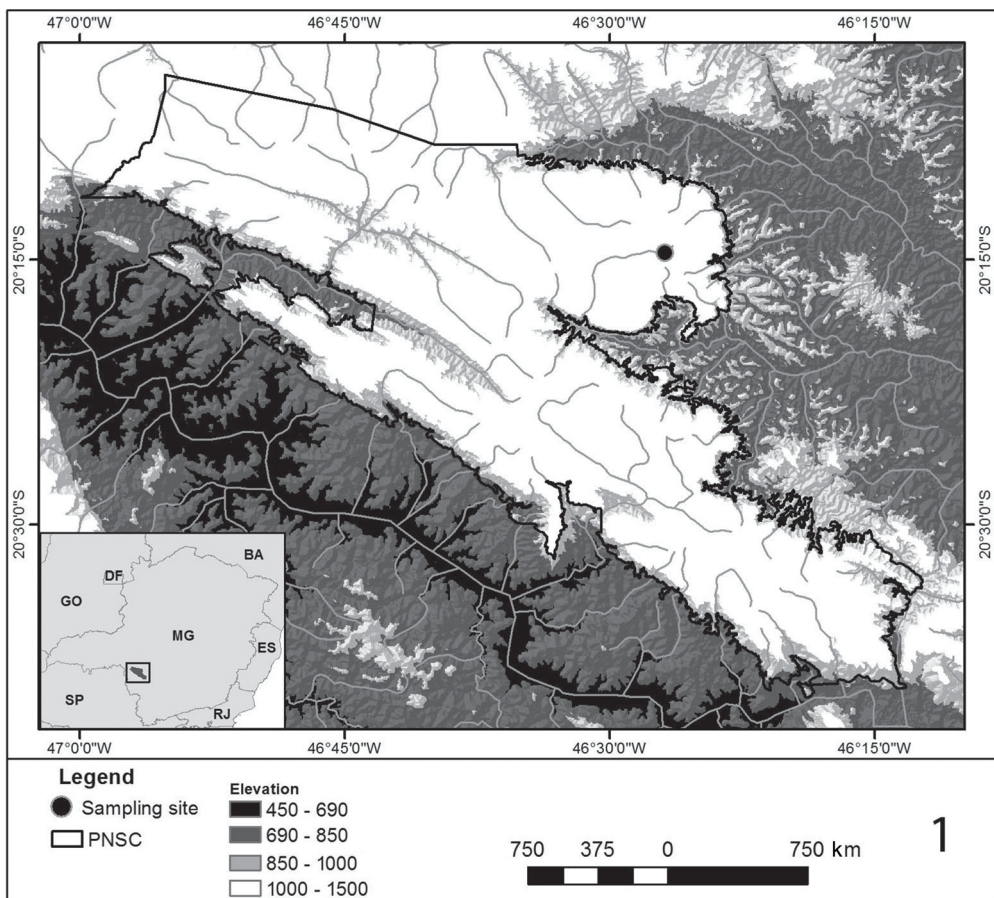 47°0'0"W 46°45'0"W 46°30'0"W 46°15'0"W
20°15'0"S 20°15'0"S
20°30'0"S 20°30'0"S
BA
DF
GO
MG
ES
SP
RJ
47°0'0"W 46°45'0"W 46°30'0"W 46°15'0"W
Legend
Sampling site
PNSC
Elevation
450 - 690
690 - 850
850 - 1000
1000 - 1500
750 375 0 750 km
1